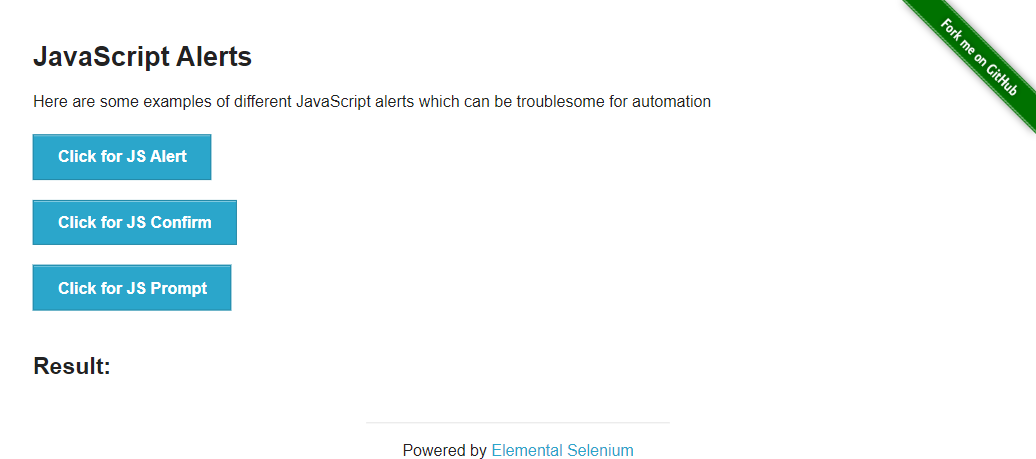 Fork me on GitHub
JavaScript Alerts
Here are some examples of different JavaScript alerts which can be troublesome for automation
Click for JS Alert
Click for JS Confirm
Click for JS Prompt
Result:
Powered by Elemental Selenium